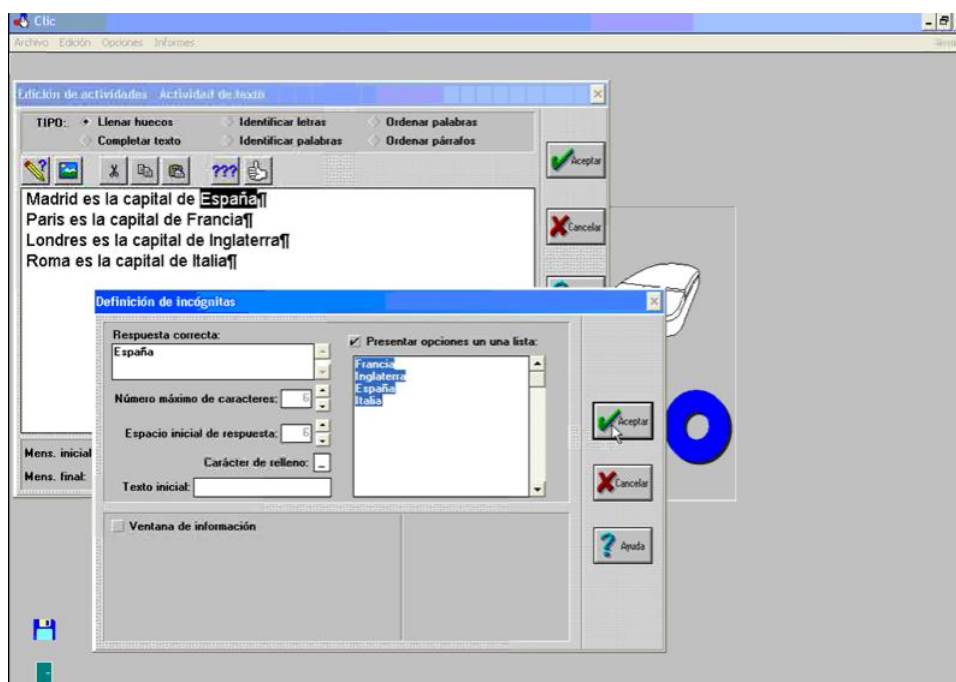 Clic
Archivo Edición Opciones Informes
Edición de actividades - Actividad de texto
TIPO: Llenar huecos Identificar letras Ordenar palabras
Completar texto Identificar palabras Ordenar párrafos
???
Aceptar
Madrid es la capital de España¶
Paris es la capital de Francia¶
Londres es la capital de Inglaterra¶
Roma es la capital de Italia¶
Cancelar
Definición de incógnitas
Respuesta correcta:
España
Presentar opciones un una lista:
Francia
Inglaterra
España
Italia
Número máximo de caracteres: 6
Espacio inicial de respuesta: 6
Carácter de relleno: _
Texto inicial:
Aceptar
Cancelar
Ayuda
Mens. inicial
Mens. final:
Ventana de información